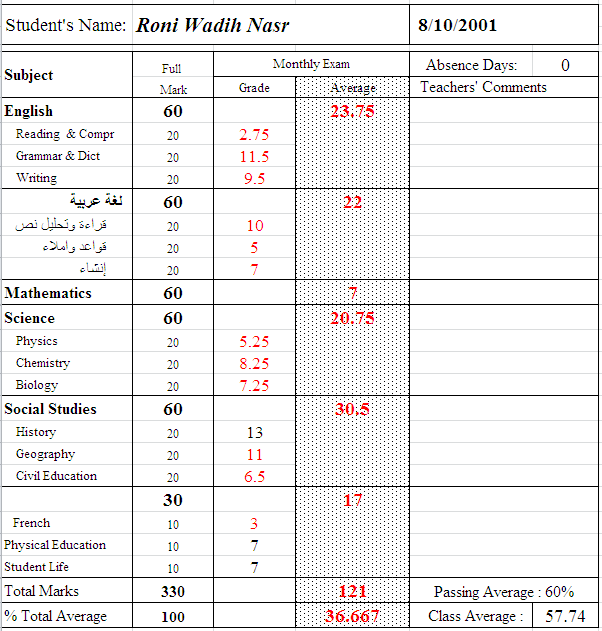 Student's Name: Roni Wadih Nasr 8/10/2001
Subject Full Mark Monthly Exam Absence Days: 0
Grade Average Teachers' Comments
English 60 23.75
Reading & Compr 20 2.75
Grammar & Dict 20 11.5
Writing 20 9.5
لغة عربية 60 22
قراءة وتحليل نص 20 10
قواعد واملاء 20 5
إنشاء 20 7
Mathematics 60 7
Science 60 20.75
Physics 20 5.25
Chemistry 20 8.25
Biology 20 7.25
Social Studies 60 30.5
History 20 13
Geography 20 11
Civil Education 20 6.5
30 17
French 10 3
Physical Education 10 7
Student Life 10 7
Total Marks 330 121 Passing Average : 60%
% Total Average 100 36.667 Class Average : 57.74